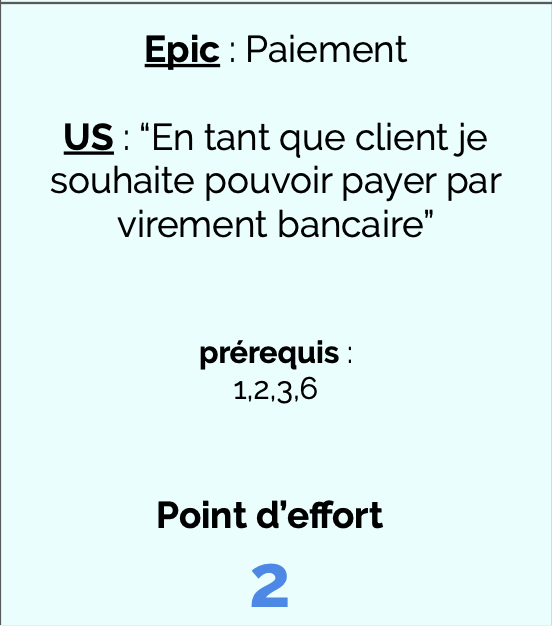 Epic : Paiement
US : “En tant que client je
souhaite pouvoir payer par
virement bancaire”
prérequis :
1,2,3,6
Point d’effort
2